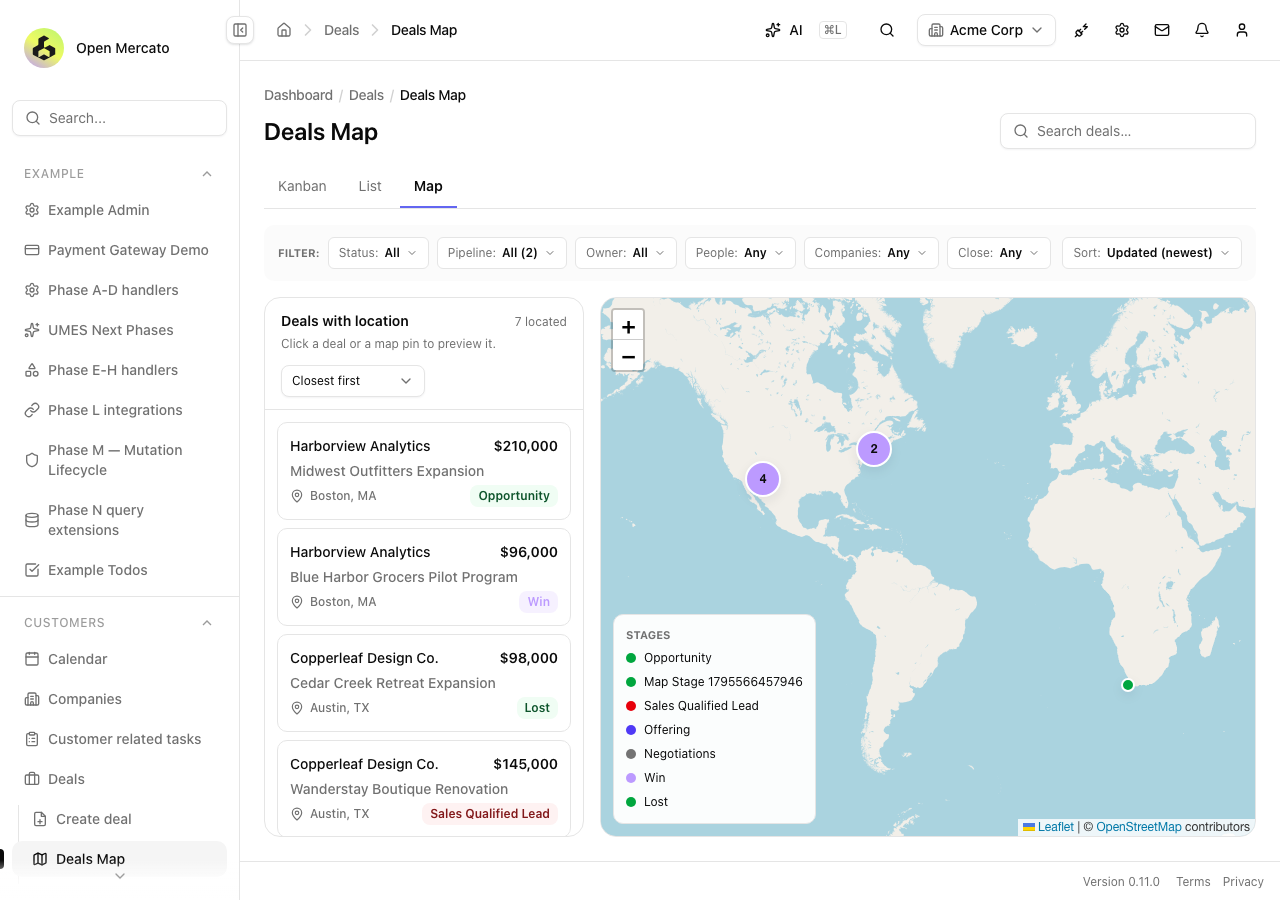 Open Mercato
Search...
EXAMPLE
Example Admin
Payment Gateway Demo
Phase A-D handlers
UMES Next Phases
Phase E-H handlers
Phase L integrations
Phase M — Mutation
Lifecycle
Phase N query
extensions
Example Todos
CUSTOMERS
Calendar
Companies
Customer related tasks
Deals
Create deal
Deals Map
Deals
Deals Map
AI
⌘L
Acme Corp
Dashboard / Deals / Deals Map
Deals Map
Search deals...
Kanban
List
Map
FILTER:
Status: All
Pipeline: All (2)
Owner: All
People: Any
Companies: Any
Close: Any
Sort: Updated (newest)
Deals with location
7 located
Click a deal or a map pin to preview it.
Closest first
Harborview Analytics
$210,000
Midwest Outfitters Expansion
Boston, MA
Opportunity
Harborview Analytics
$96,000
Blue Harbor Grocers Pilot Program
Boston, MA
Win
Copperleaf Design Co.
$98,000
Cedar Creek Retreat Expansion
Austin, TX
Lost
Copperleaf Design Co.
$145,000
Wanderstay Boutique Renovation
Austin, TX
Sales Qualified Lead
+
−
2
4
STAGES
Opportunity
Map Stage 1795566457946
Sales Qualified Lead
Offering
Negotiations
Win
Lost
Leaflet | © OpenStreetMap contributors
Version 0.11.0
Terms
Privacy